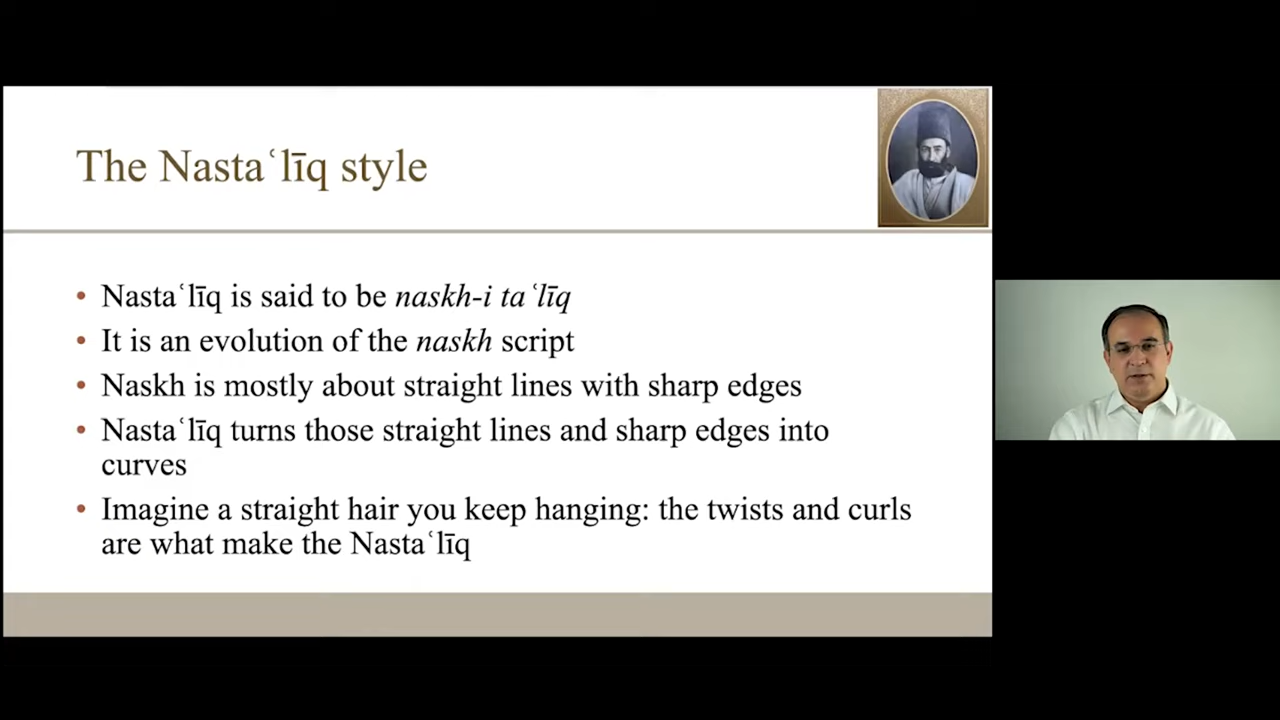 The Nastaʿlīq style
• Nastaʿlīq is said to be naskh-i taʿlīq
• It is an evolution of the naskh script
• Naskh is mostly about straight lines with sharp edges
• Nastaʿlīq turns those straight lines and sharp edges into
curves
• Imagine a straight hair you keep hanging: the twists and curls
are what make the Nastaʿlīq